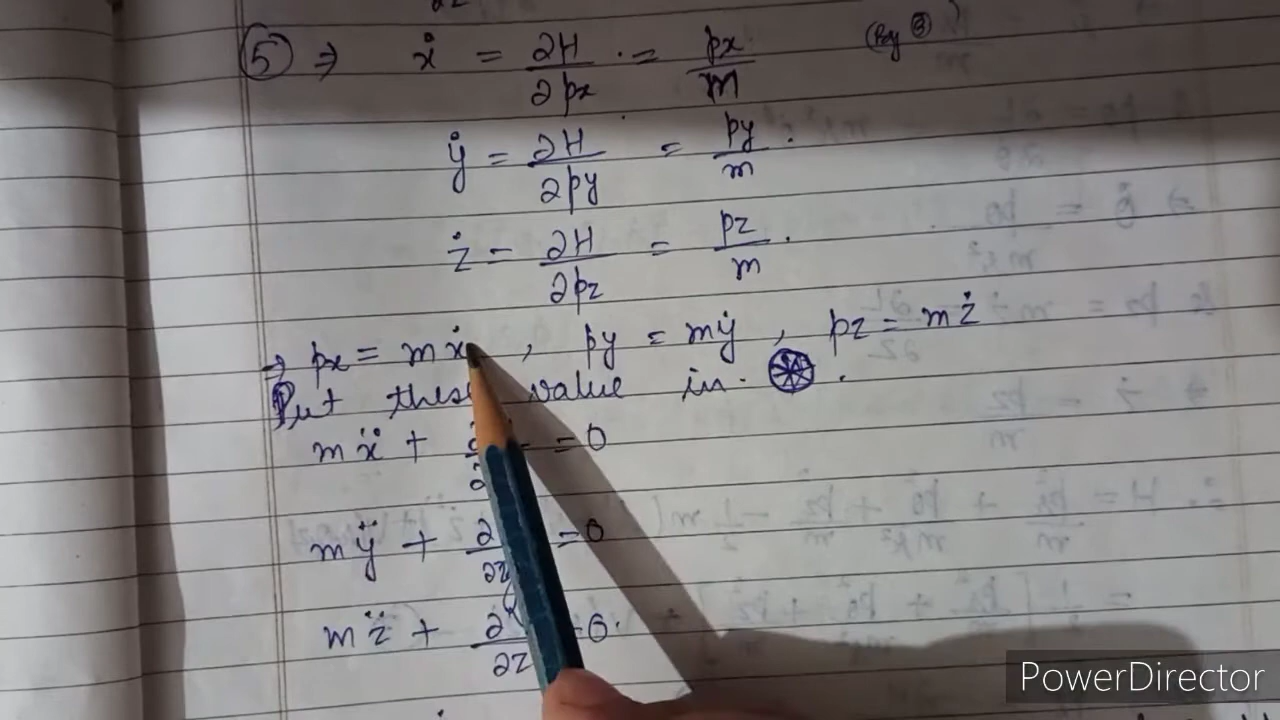 ⑤ ⇒ ẋ = ∂H/∂px = px/m (By ③)
ẏ = ∂H/∂py = py/m .
ż = ∂H/∂pz = pz/m .
⇒ px = mẋ , py = mẏ , pz = mż
Put these value in .
mẍ + = 0
mÿ + ∂ = 0
mz̈ + ∂ 0 .
PowerDirector